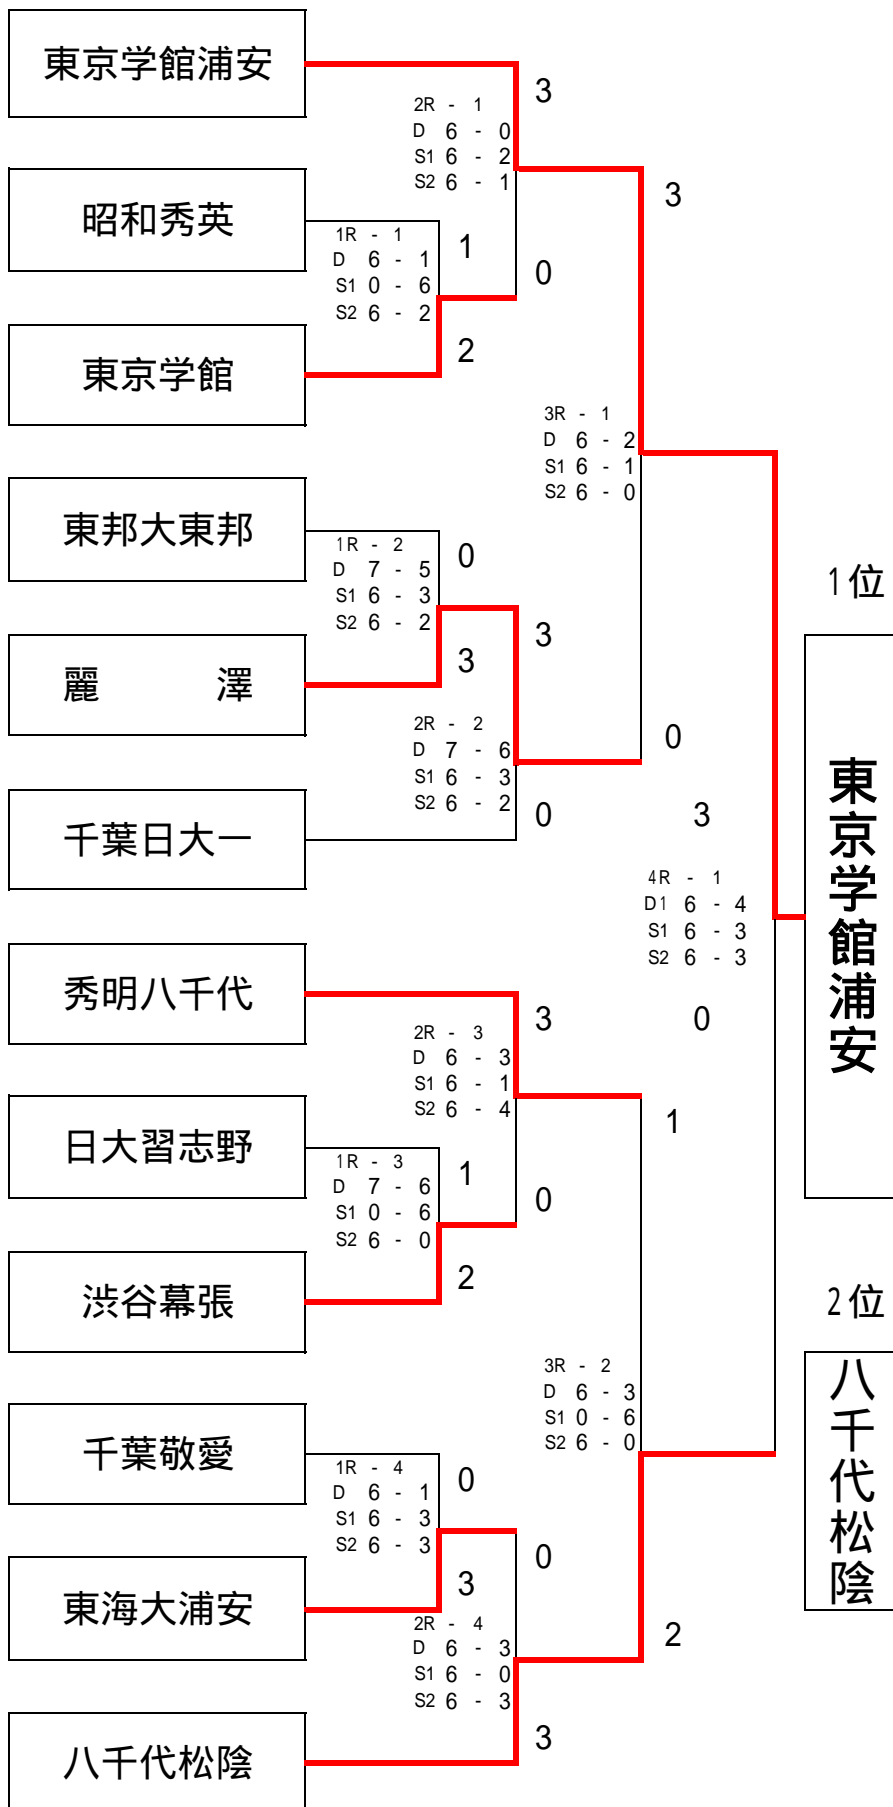 東京学館浦安
3
2R - 1
D 6 - 0
S1 6 - 2
S2 6 - 1
3
昭和秀英
1R - 1
D 6 - 1
S1 0 - 6
S2 6 - 2
1
0
東京学館
2
3R - 1
D 6 - 2
S1 6 - 1
S2 6 - 0
東邦大東邦
1R - 2
D 7 - 5
S1 6 - 3
S2 6 - 2
0
1位
3
麗 澤
3
2R - 2
D 7 - 6
S1 6 - 3
S2 6 - 2
0
千葉日大一
0
3
東京学館浦安
4R - 1
D1 6 - 4
S1 6 - 3
S2 6 - 3
秀明八千代
3
0
2R - 3
D 6 - 3
S1 6 - 1
S2 6 - 4
1
日大習志野
1R - 3
D 7 - 6
S1 0 - 6
S2 6 - 0
1
0
渋谷幕張
2
2位
3R - 2
D 6 - 3
S1 0 - 6
S2 6 - 0
八千代松陰
千葉敬愛
1R - 4
D 6 - 1
S1 6 - 3
S2 6 - 3
0
0
東海大浦安
3
2R - 4
D 6 - 3
S1 6 - 0
S2 6 - 3
2
八千代松陰
3